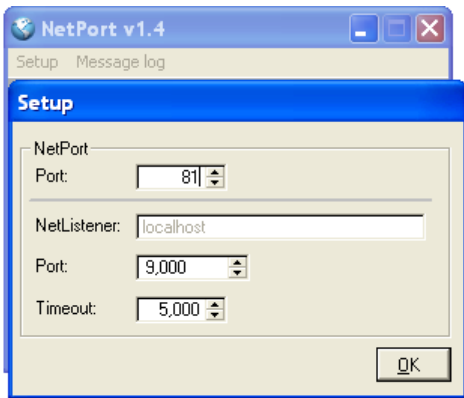 NetPort v1.4
Setup Message log
Setup
NetPort
Port: 81
NetListener: localhost
Port: 9,000
Timeout: 5,000
OK